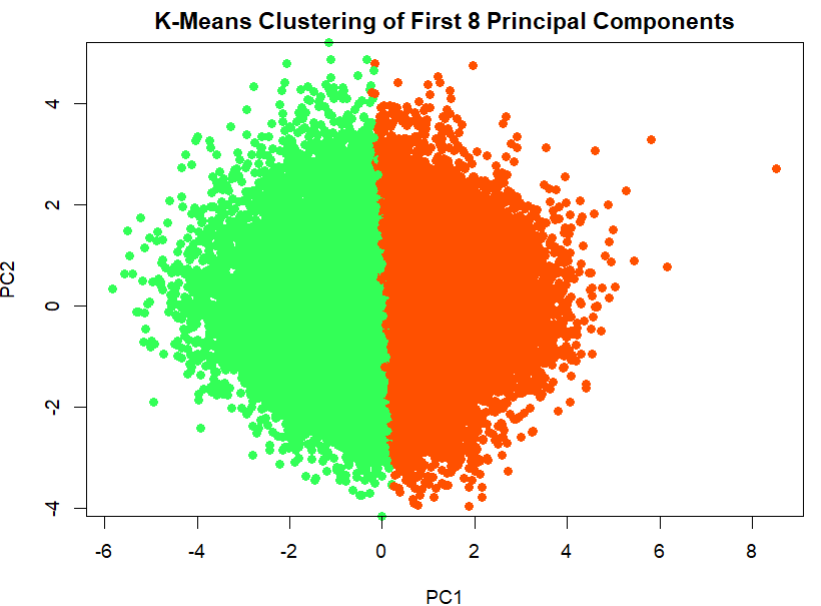 K-Means Clustering of First 8 Principal Components
4
2
0
-2
-4
PC2
-6 -4 -2 0 2 4 6 8
PC1